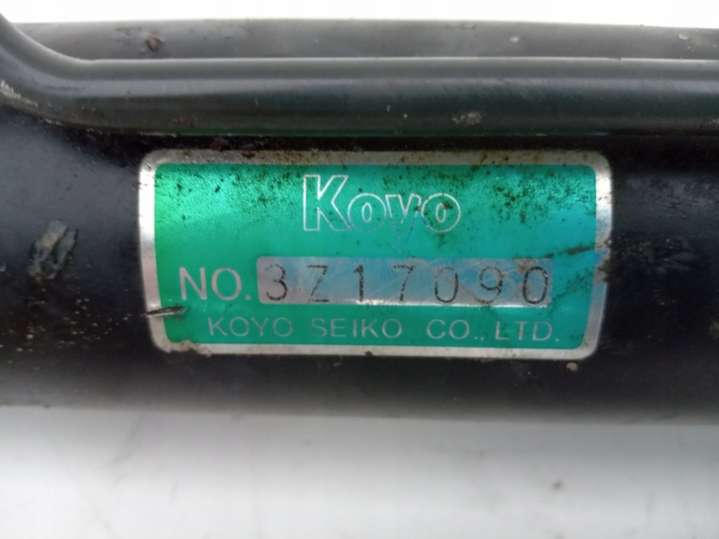 Koyo
NO. 3Z17090
KOYO SEIKO CO., LTD.